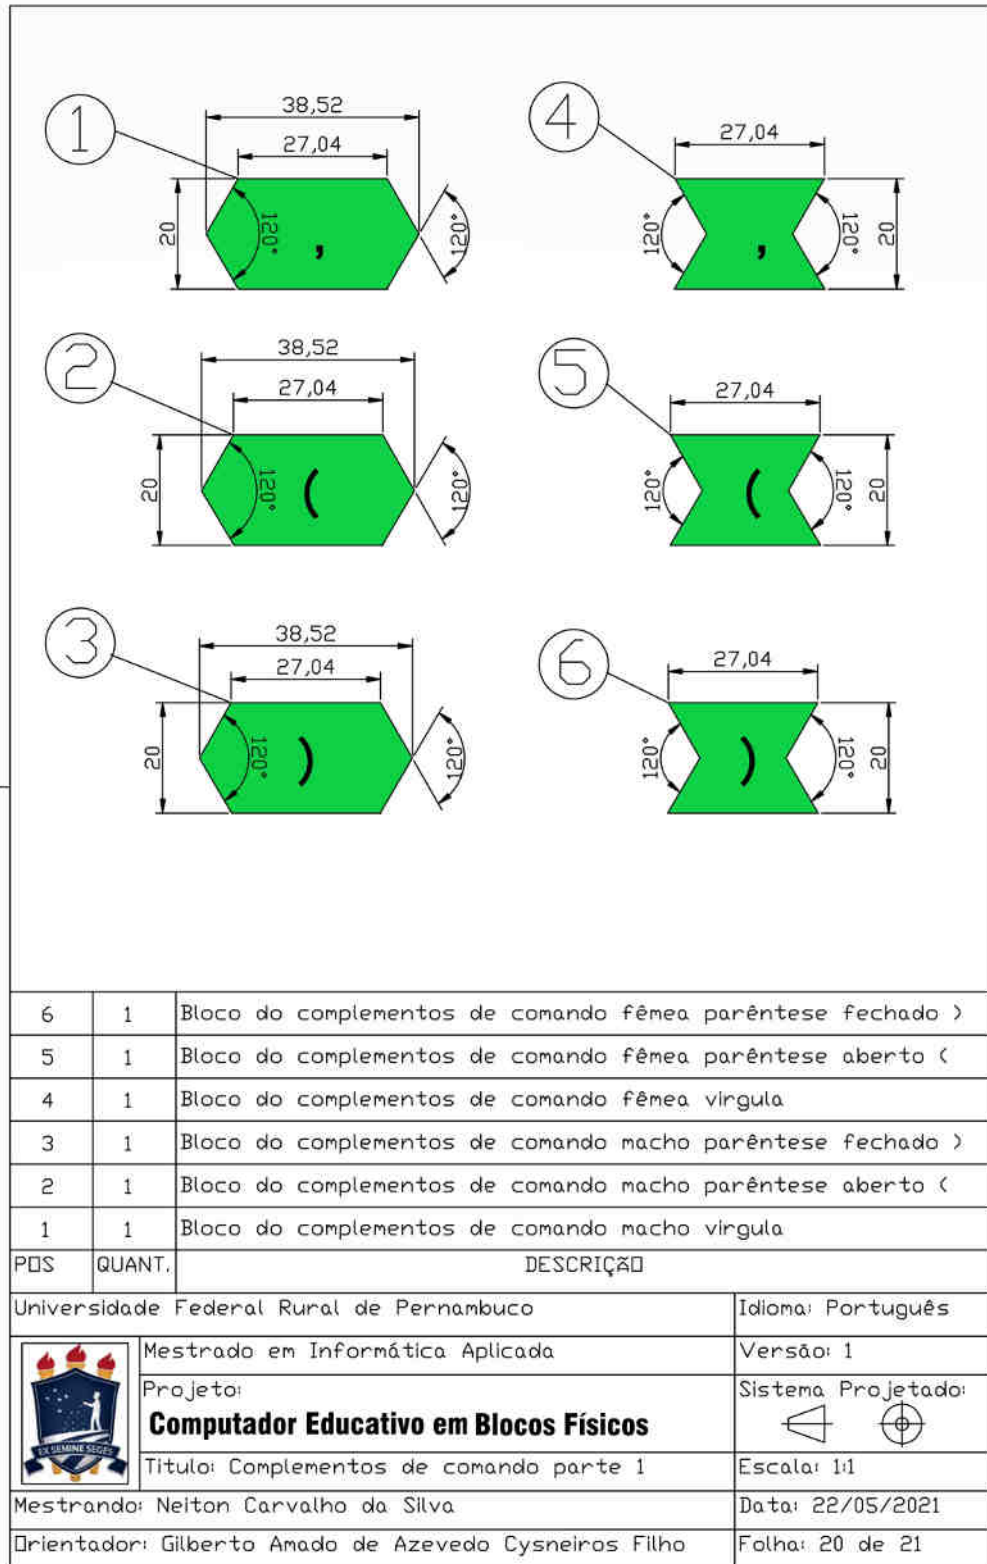 1
38,52
27,04
20
120°
120°
,
4
27,04
120°
120°
20
,
2
38,52
27,04
20
120°
120°
(
5
27,04
120°
120°
20
(
3
38,52
27,04
20
120°
120°
)
6
27,04
120°
120°
20
)
6 1 Bloco do complementos de comando fêmea parêntese fechado )
5 1 Bloco do complementos de comando fêmea parêntese aberto (
4 1 Bloco do complementos de comando fêmea virgula
3 1 Bloco do complementos de comando macho parêntese fechado )
2 1 Bloco do complementos de comando macho parêntese aberto (
1 1 Bloco do complementos de comando macho virgula
POS QUANT. DESCRIÇÃO
Universidade Federal Rural de Pernambuco Idioma: Português
Mestrado em Informática Aplicada Versão: 1
Projeto: Sistema Projetado:
Computador Educativo em Blocos Físicos
EX SEMINE SEGES
Titulo: Complementos de comando parte 1 Escala: 1:1
Mestrando: Neiton Carvalho da Silva Data: 22/05/2021
Orientador: Gilberto Amado de Azevedo Cysneiros Filho Folha: 20 de 21